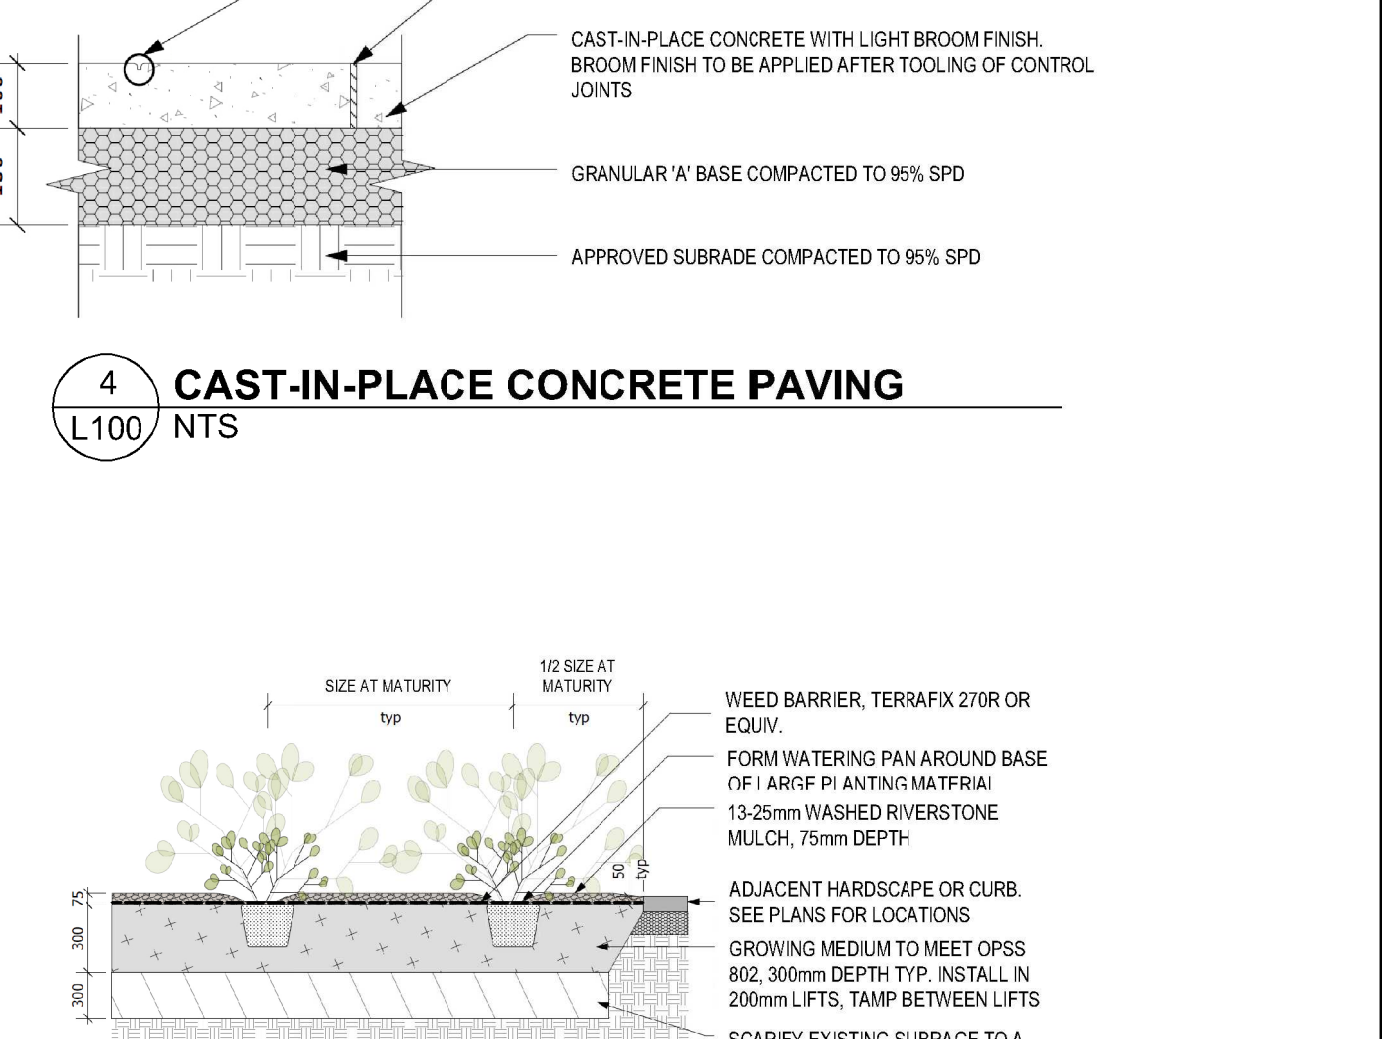 CAST-IN-PLACE CONCRETE WITH LIGHT BROOM FINISH.
BROOM FINISH TO BE APPLIED AFTER TOOLING OF CONTROL
JOINTS
GRANULAR 'A' BASE COMPACTED TO 95% SPD
APPROVED SUBRADE COMPACTED TO 95% SPD
4
L100
CAST-IN-PLACE CONCRETE PAVING
NTS
SIZE AT MATURITY
typ
1/2 SIZE AT
MATURITY
typ
WEED BARRIER, TERRAFIX 270R OR
EQUIV.
FORM WATERING PAN AROUND BASE
OF LARGE PLANTING MATERIAL
13-25mm WASHED RIVERSTONE
MULCH, 75mm DEPTH
50
typ
75
300
300
ADJACENT HARDSCAPE OR CURB.
SEE PLANS FOR LOCATIONS
GROWING MEDIUM TO MEET OPSS
802, 300mm DEPTH TYP. INSTALL IN
200mm LIFTS, TAMP BETWEEN LIFTS
SCARIFY EXISTING SUBRAGE TO A